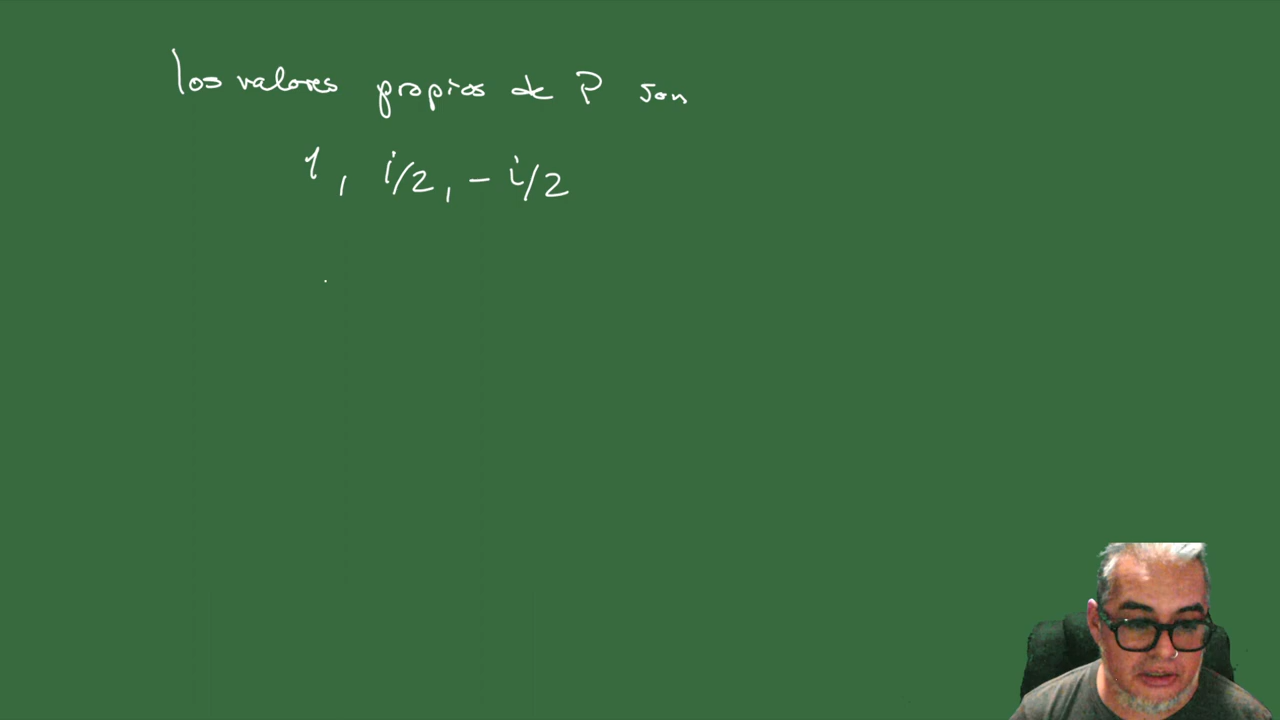 los valores propios de P son
1, i/2, - i/2